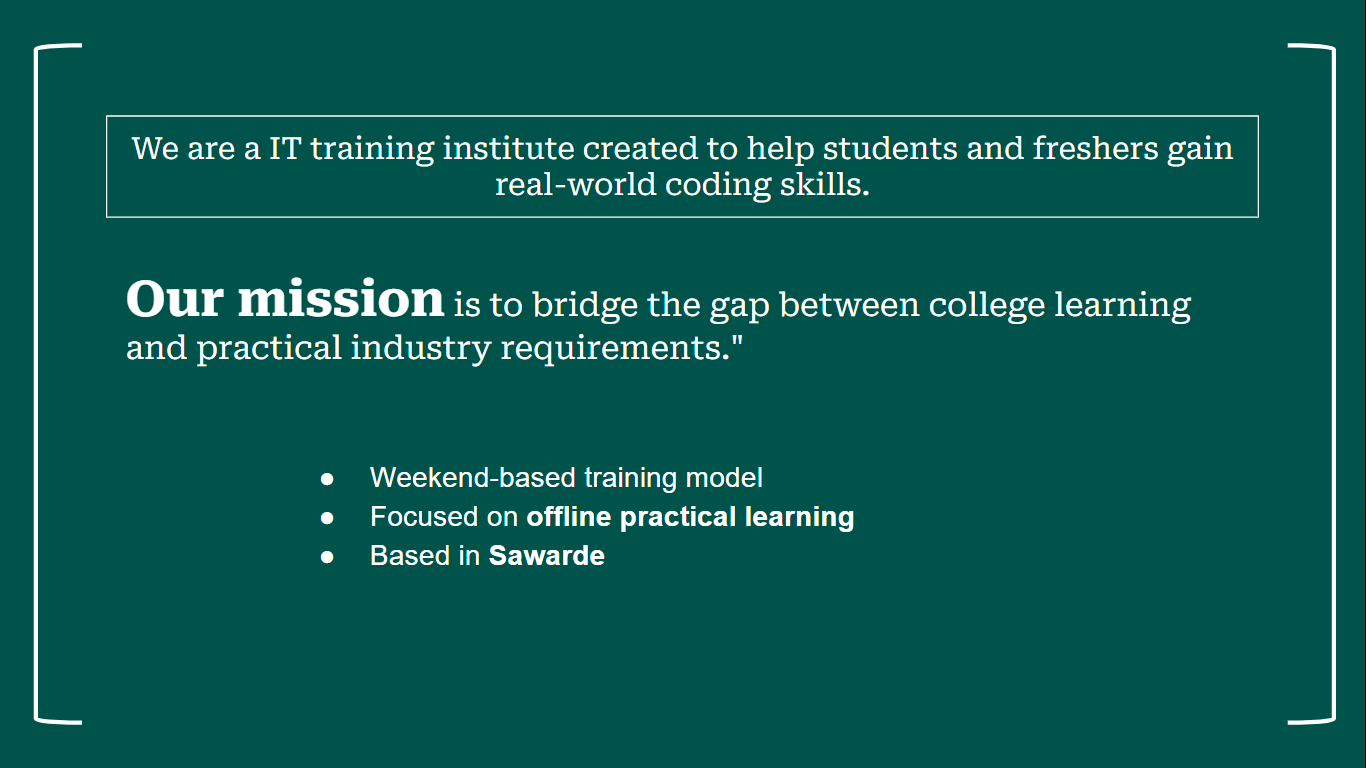 We are a IT training institute created to help students and freshers gain
real-world coding skills.
Our mission is to bridge the gap between college learning
and practical industry requirements."
● Weekend-based training model
● Focused on offline practical learning
● Based in Sawarde